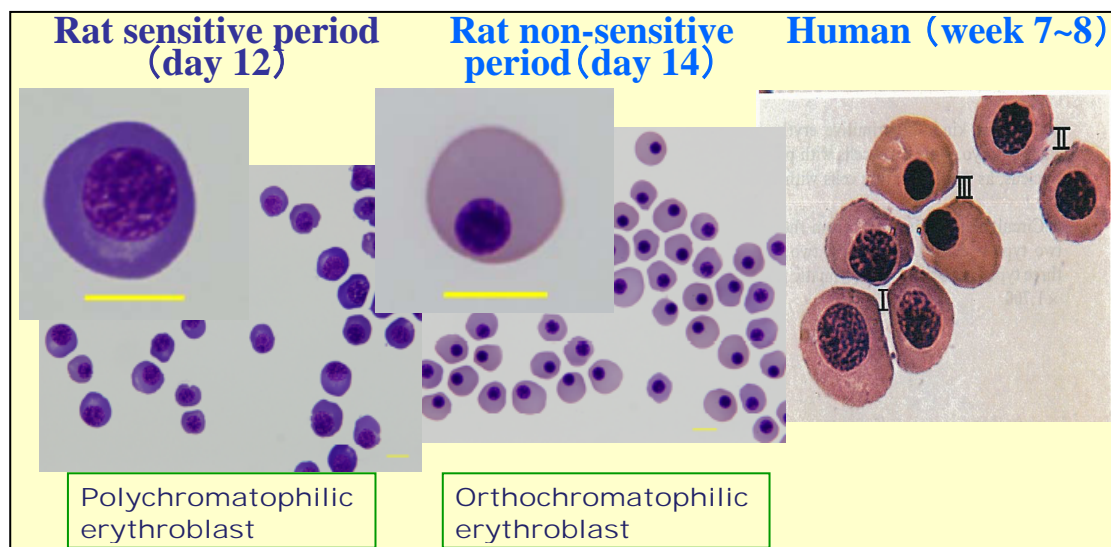 Rat sensitive period
(day 12)
Rat non-sensitive
period(day 14)
Human (week 7~8)
II
III
I
Polychromatophilic
erythroblast
Orthochromatophilic
erythroblast